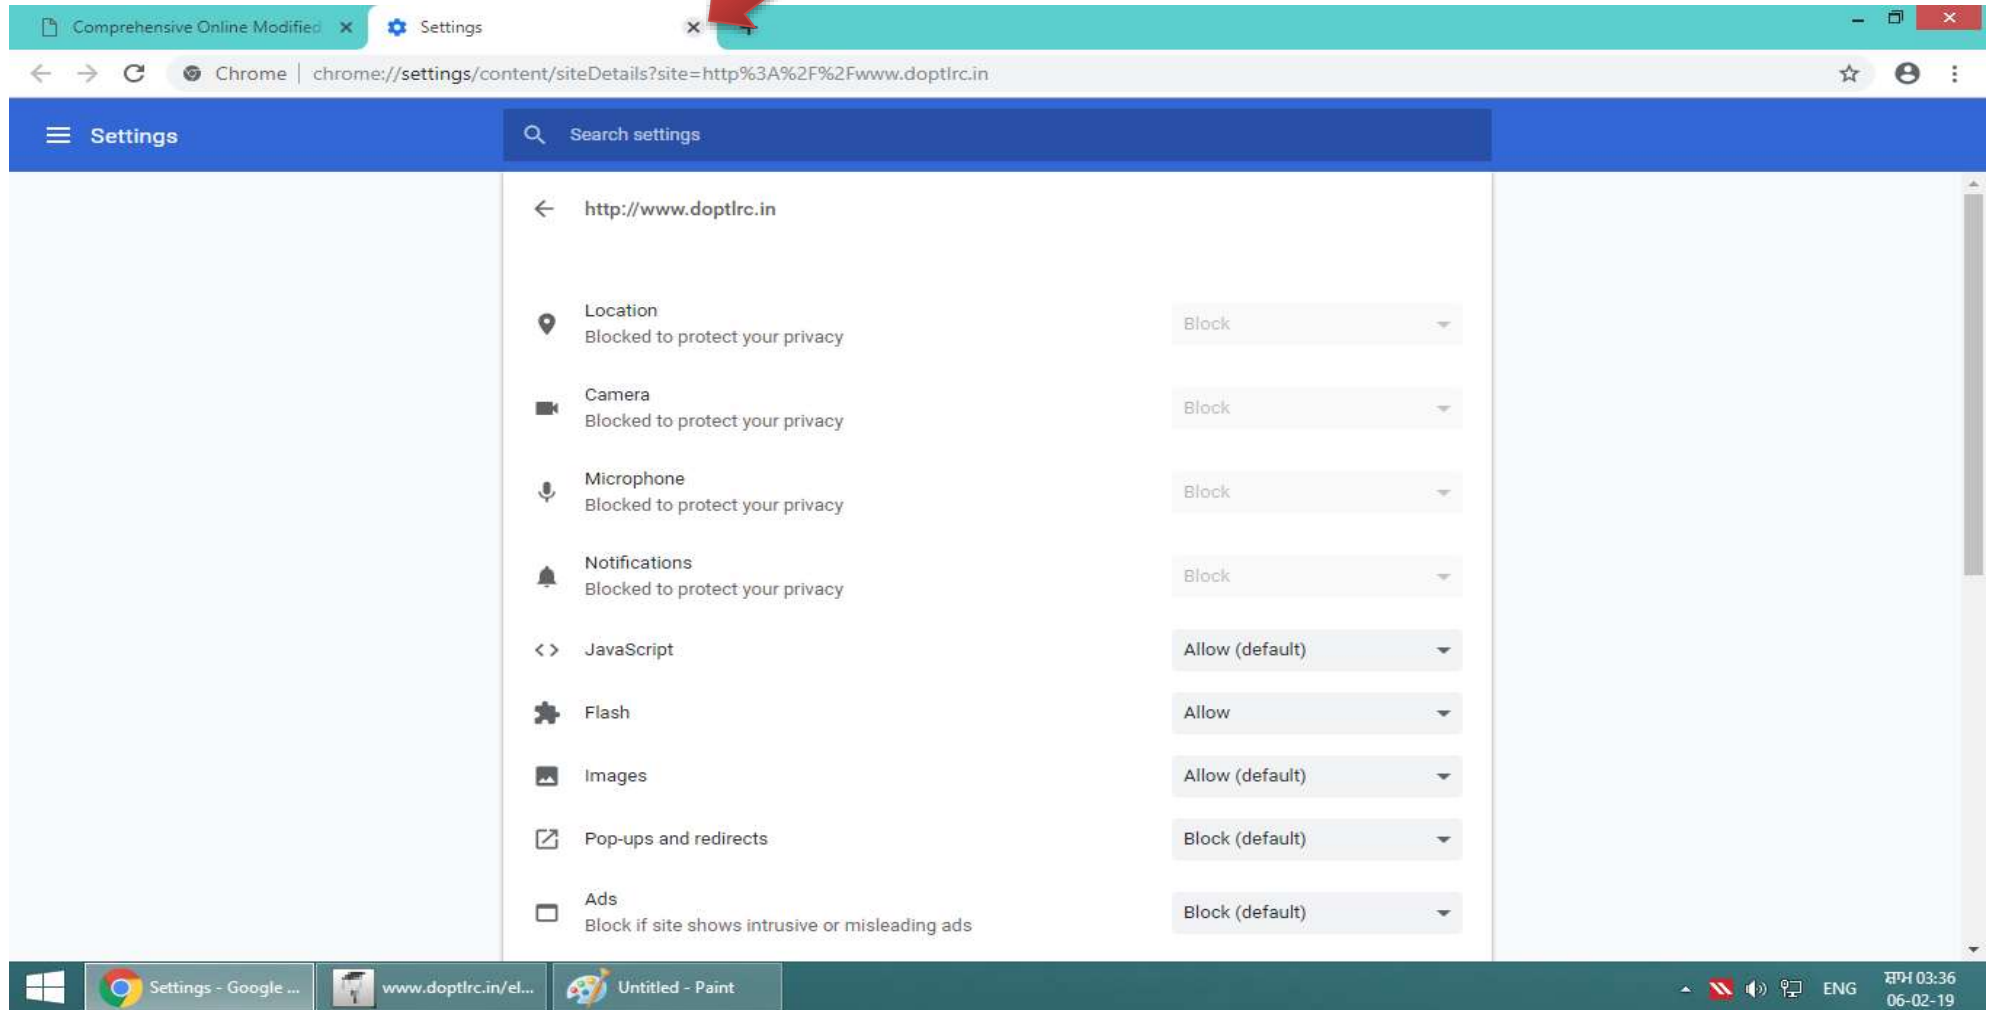 Comprehensive Online Modified
Settings
Chrome | chrome://settings/content/siteDetails?site=http%3A%2F%2Fwww.doptlrc.in
Settings
Search settings
http://www.doptlrc.in
Location
Blocked to protect your privacy
Block
Camera
Blocked to protect your privacy
Block
Microphone
Blocked to protect your privacy
Block
Notifications
Blocked to protect your privacy
Block
JavaScript
Allow (default)
Flash
Allow
Images
Allow (default)
Pop-ups and redirects
Block (default)
Ads
Block if site shows intrusive or misleading ads
Block (default)
Settings - Google ...
www.doptlrc.in/el...
Untitled - Paint
ENG
ਸ਼ਾਮ 03:36
06-02-19